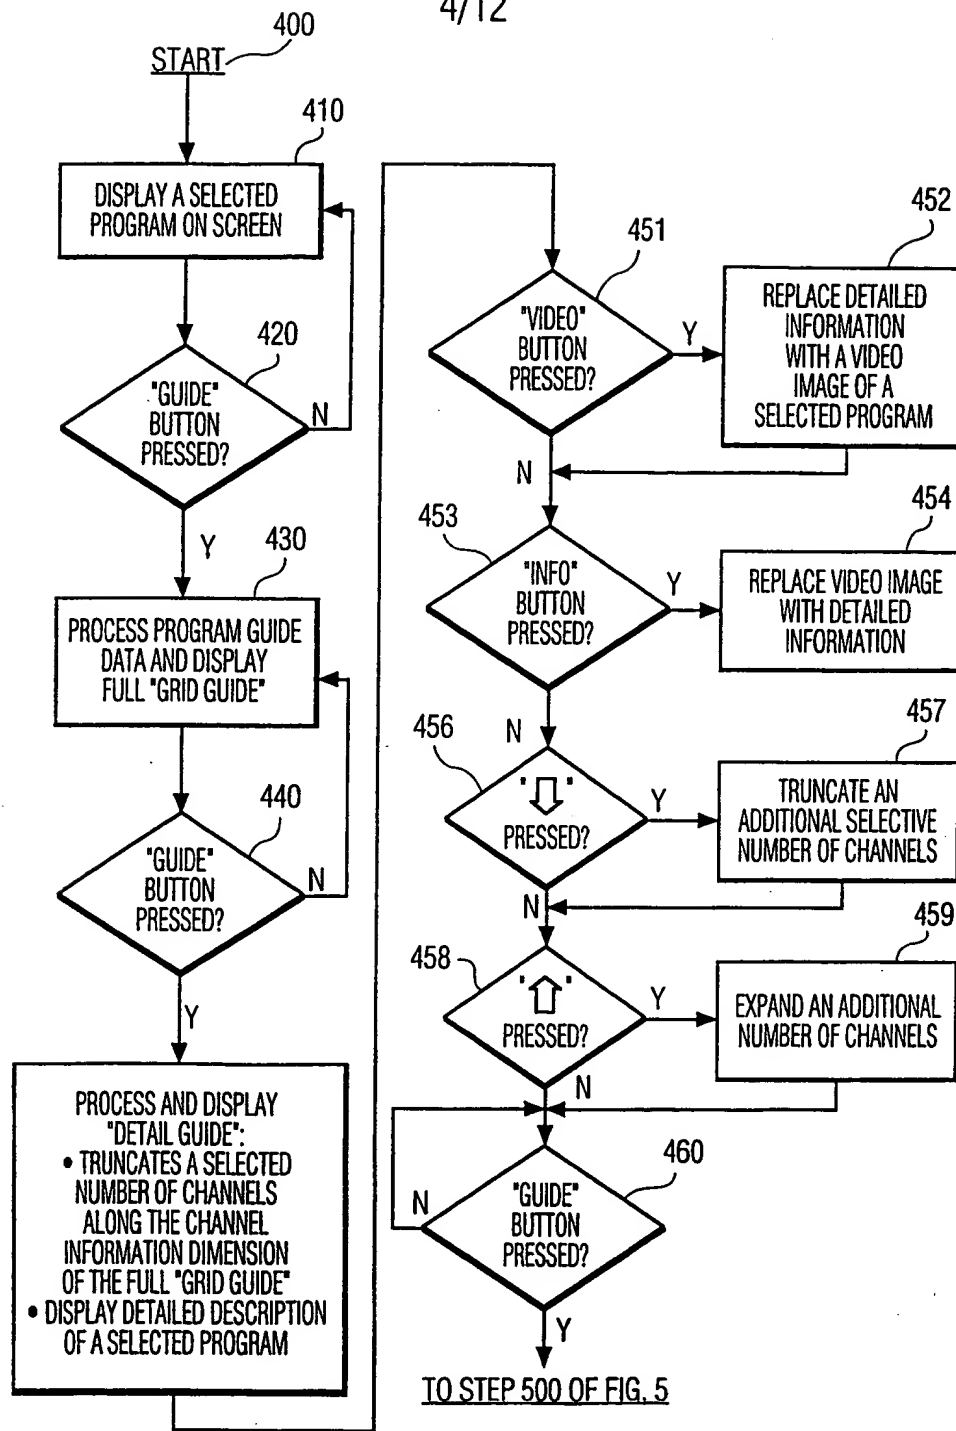 4/12
400
START
410
DISPLAY A SELECTED
PROGRAM ON SCREEN
420
"GUIDE"
BUTTON
PRESSED?
N
Y
430
PROCESS PROGRAM GUIDE
DATA AND DISPLAY
FULL "GRID GUIDE"
440
"GUIDE"
BUTTON
PRESSED?
N
Y
PROCESS AND DISPLAY
"DETAIL GUIDE":
• TRUNCATES A SELECTED
NUMBER OF CHANNELS
ALONG THE CHANNEL
INFORMATION DIMENSION
OF THE FULL "GRID GUIDE"
• DISPLAY DETAILED DESCRIPTION
OF A SELECTED PROGRAM
451
"VIDEO"
BUTTON
PRESSED?
Y
N
452
REPLACE DETAILED
INFORMATION
WITH A VIDEO
IMAGE OF A
SELECTED PROGRAM
453
"INFO"
BUTTON
PRESSED?
Y
N
454
REPLACE VIDEO IMAGE
WITH DETAILED
INFORMATION
456
"⇩"
PRESSED?
Y
N
457
TRUNCATE AN
ADDITIONAL SELECTIVE
NUMBER OF CHANNELS
458
"⇧"
PRESSED?
Y
N
459
EXPAND AN ADDITIONAL
NUMBER OF CHANNELS
460
"GUIDE"
BUTTON
PRESSED?
N
Y
TO STEP 500 OF FIG. 5